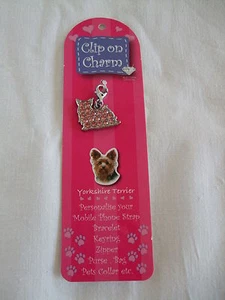 Clip on
Charm
Yorkshire Terrier
Personalise your
Mobile Phone Strap
Bracelet
Keyring
Zipper
Purse Bag
Pets Collar etc.